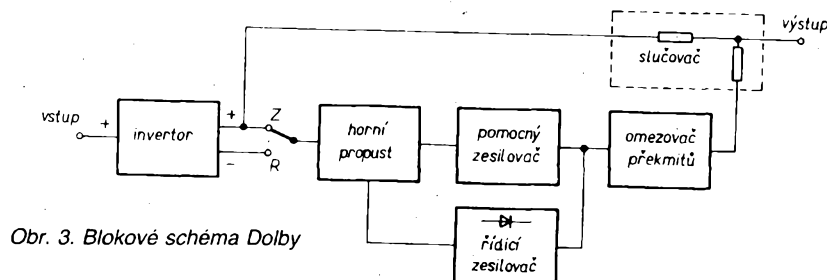 výstup
slučovač
vstup
+
invertor
+
−
Z
R
horní
propust
pomocný
zesilovač
omezovač
překmitů
řídicí
zesilovač
Obr. 3. Blokové schéma Dolby